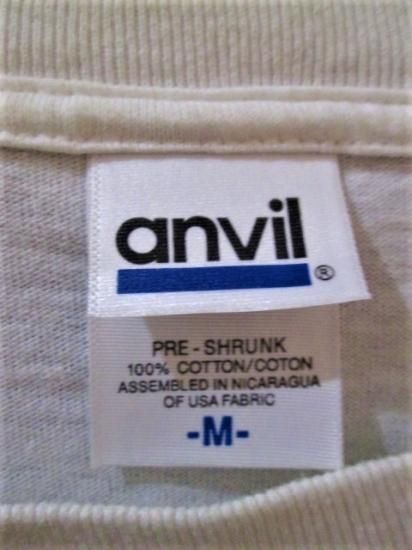 anvil
®
PRE-SHRUNK
100% COTTON/COTON
ASSEMBLED IN NICARAGUA
OF USA FABRIC
-M-